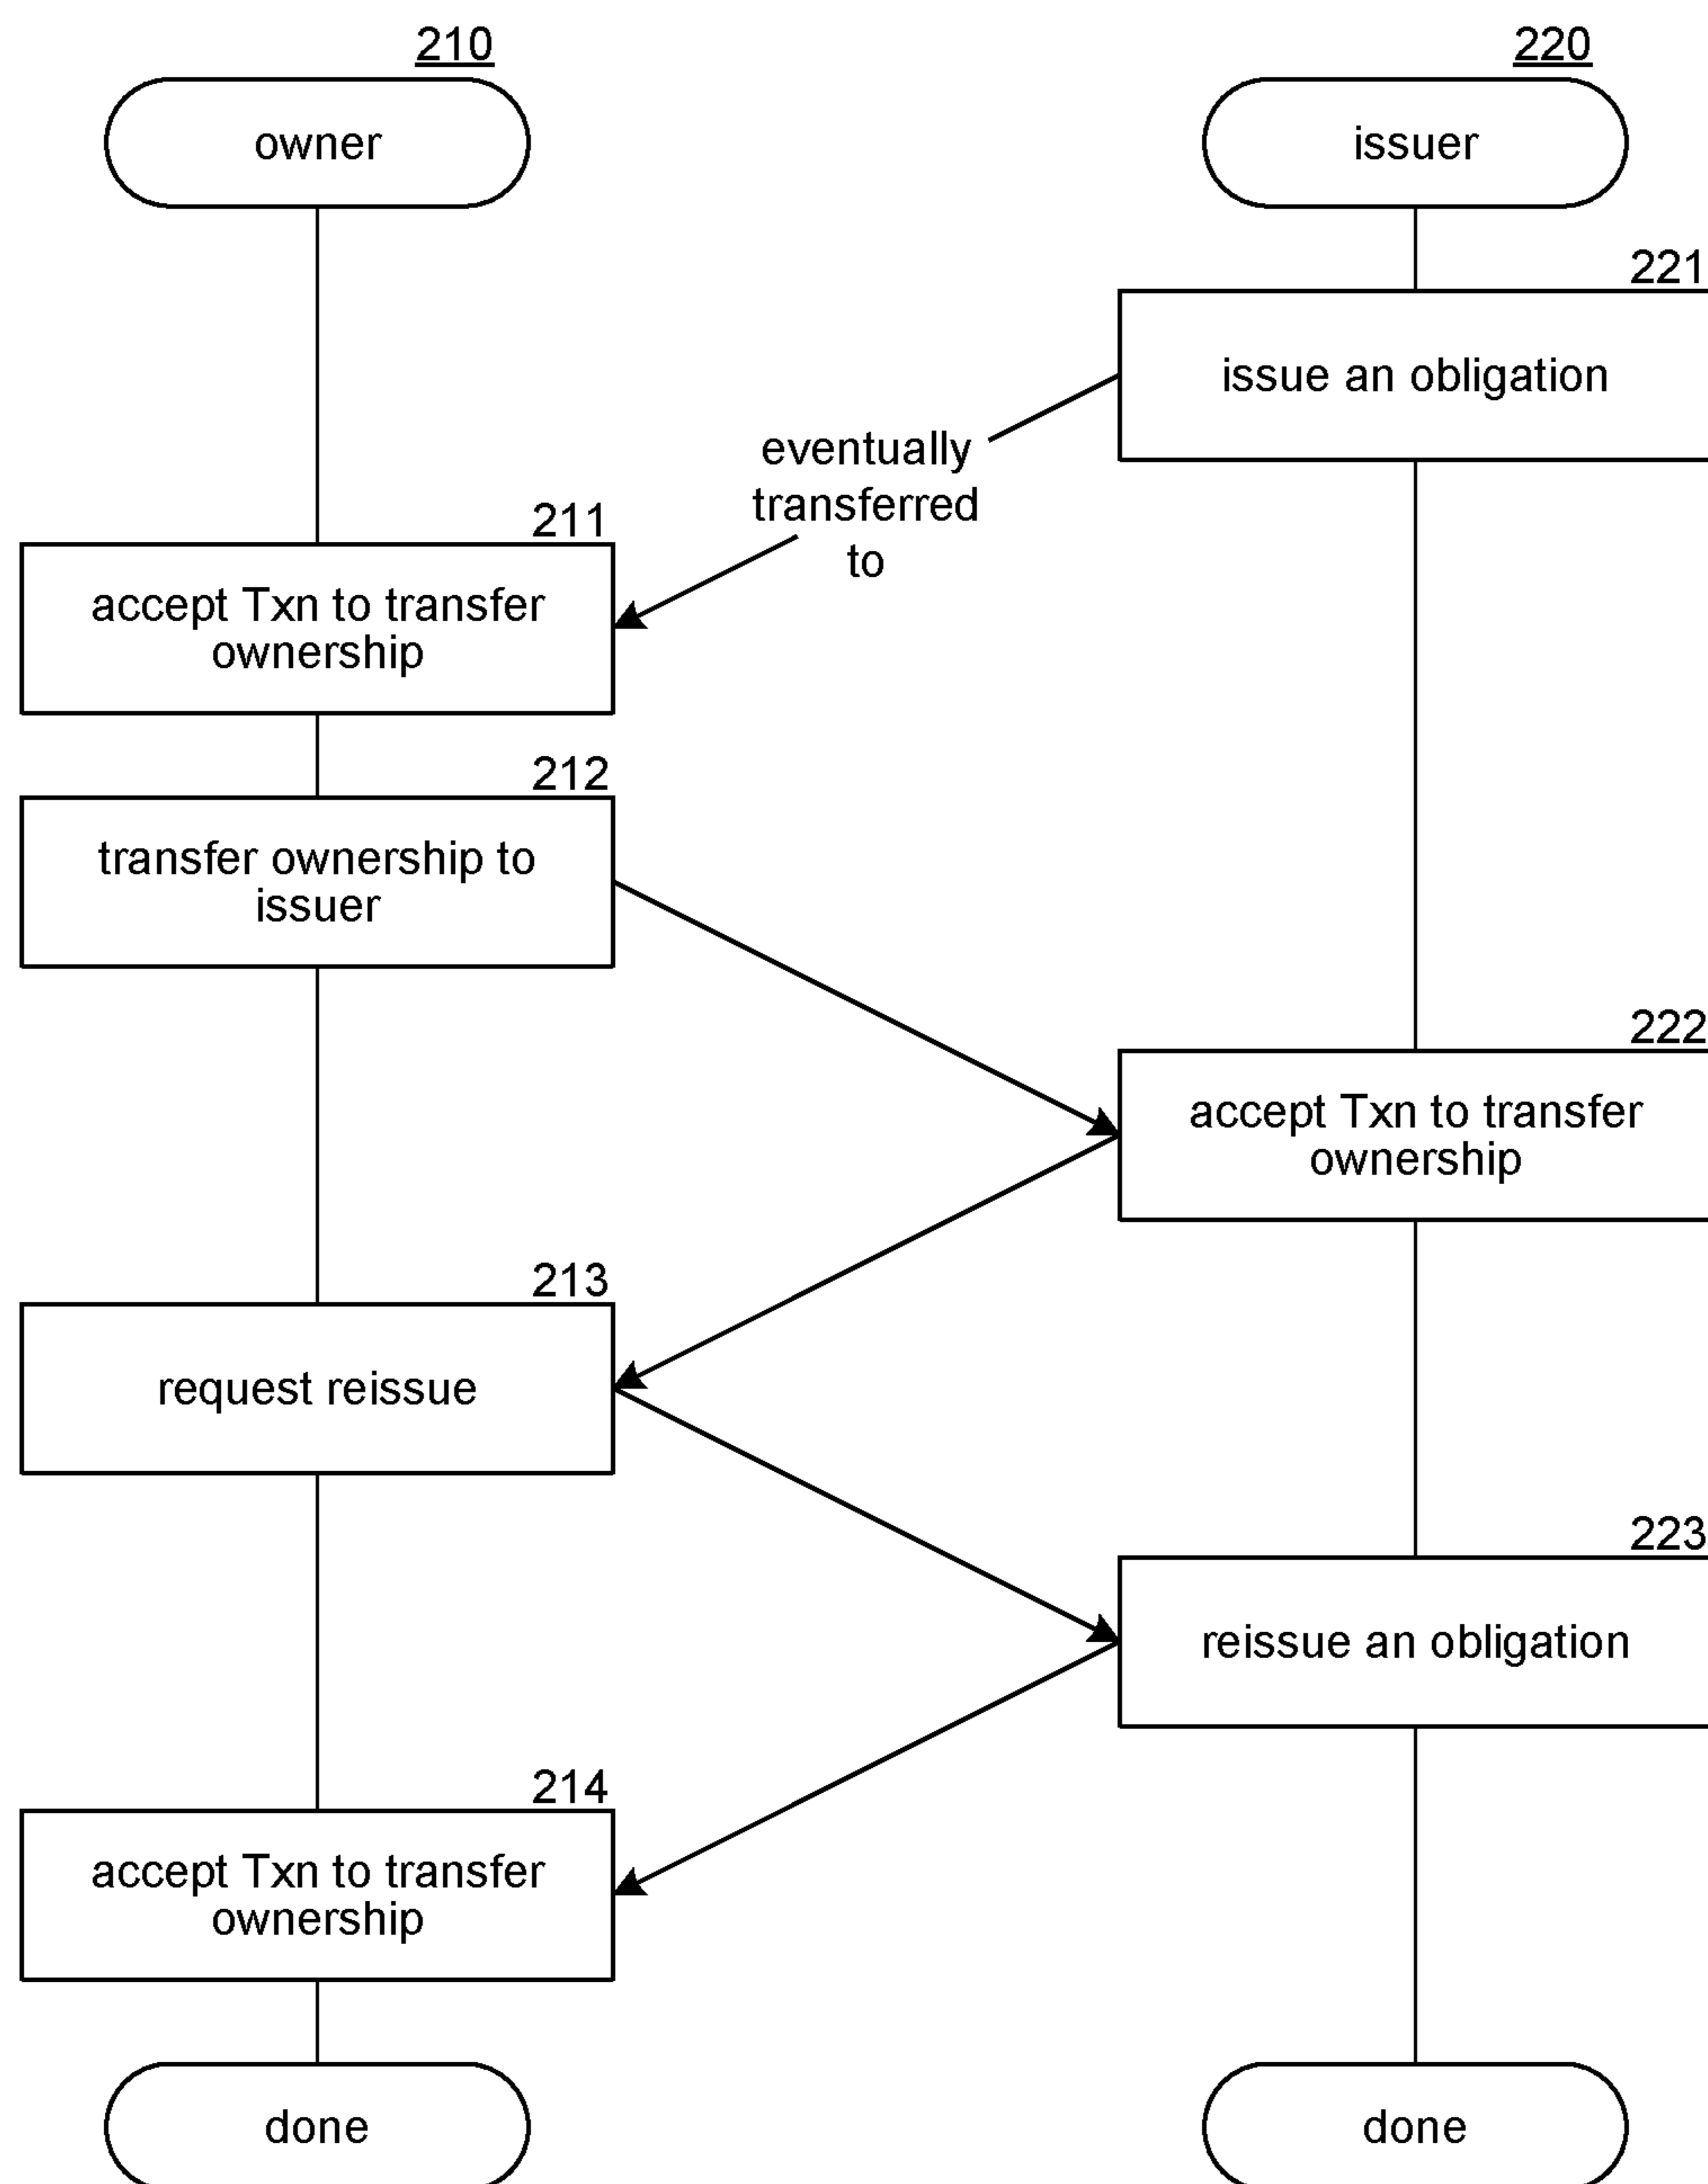 210
220
owner
issuer
221
issue an obligation
eventually
transferred
to
211
accept Txn to transfer
ownership
212
transfer ownership to
issuer
222
accept Txn to transfer
ownership
213
request reissue
223
reissue an obligation
214
accept Txn to transfer
ownership
done
done